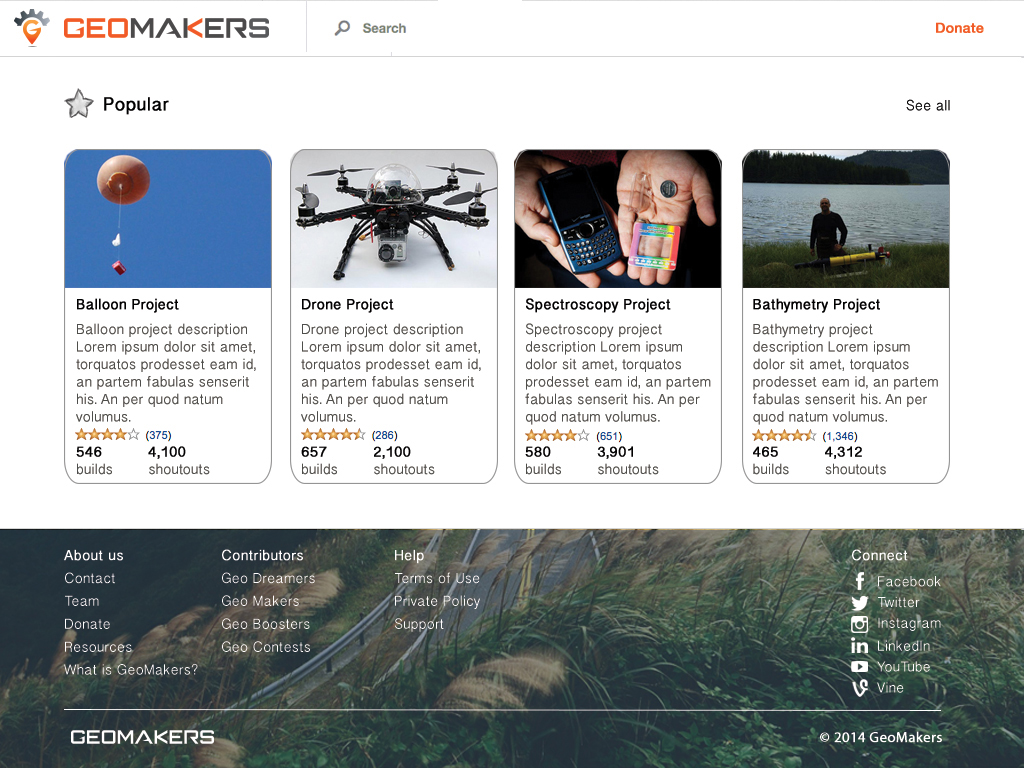 GEOMAKERS
Search
Donate
Popular
See all
Balloon Project
Balloon project description
Lorem ipsum dolor sit amet,
torquatos prodesset eam id,
an partem fabulas senserit
his. An per quod natum
volumus.
(375)
546 4,100
builds shoutouts
Drone Project
Drone project description
Lorem ipsum dolor sit amet,
torquatos prodesset eam id,
an partem fabulas senserit
his. An per quod natum
volumus.
(286)
657 2,100
builds shoutouts
Spectroscopy Project
Spectroscopy project
description Lorem ipsum
dolor sit amet, torquatos
prodesset eam id, an partem
fabulas senserit his. An per
quod natum volumus.
(651)
580 3,901
builds shoutouts
Bathymetry Project
Bathymetry project
description Lorem ipsum
dolor sit amet, torquatos
prodesset eam id, an partem
fabulas senserit his. An per
quod natum volumus.
(1,346)
465 4,312
builds shoutouts
About us
Contact
Team
Donate
Resources
What is GeoMakers?
Contributors
Geo Dreamers
Geo Makers
Geo Boosters
Geo Contests
Help
Terms of Use
Private Policy
Support
Connect
Facebook
Twitter
Instagram
LinkedIn
YouTube
Vine
GEOMAKERS
© 2014 GeoMakers